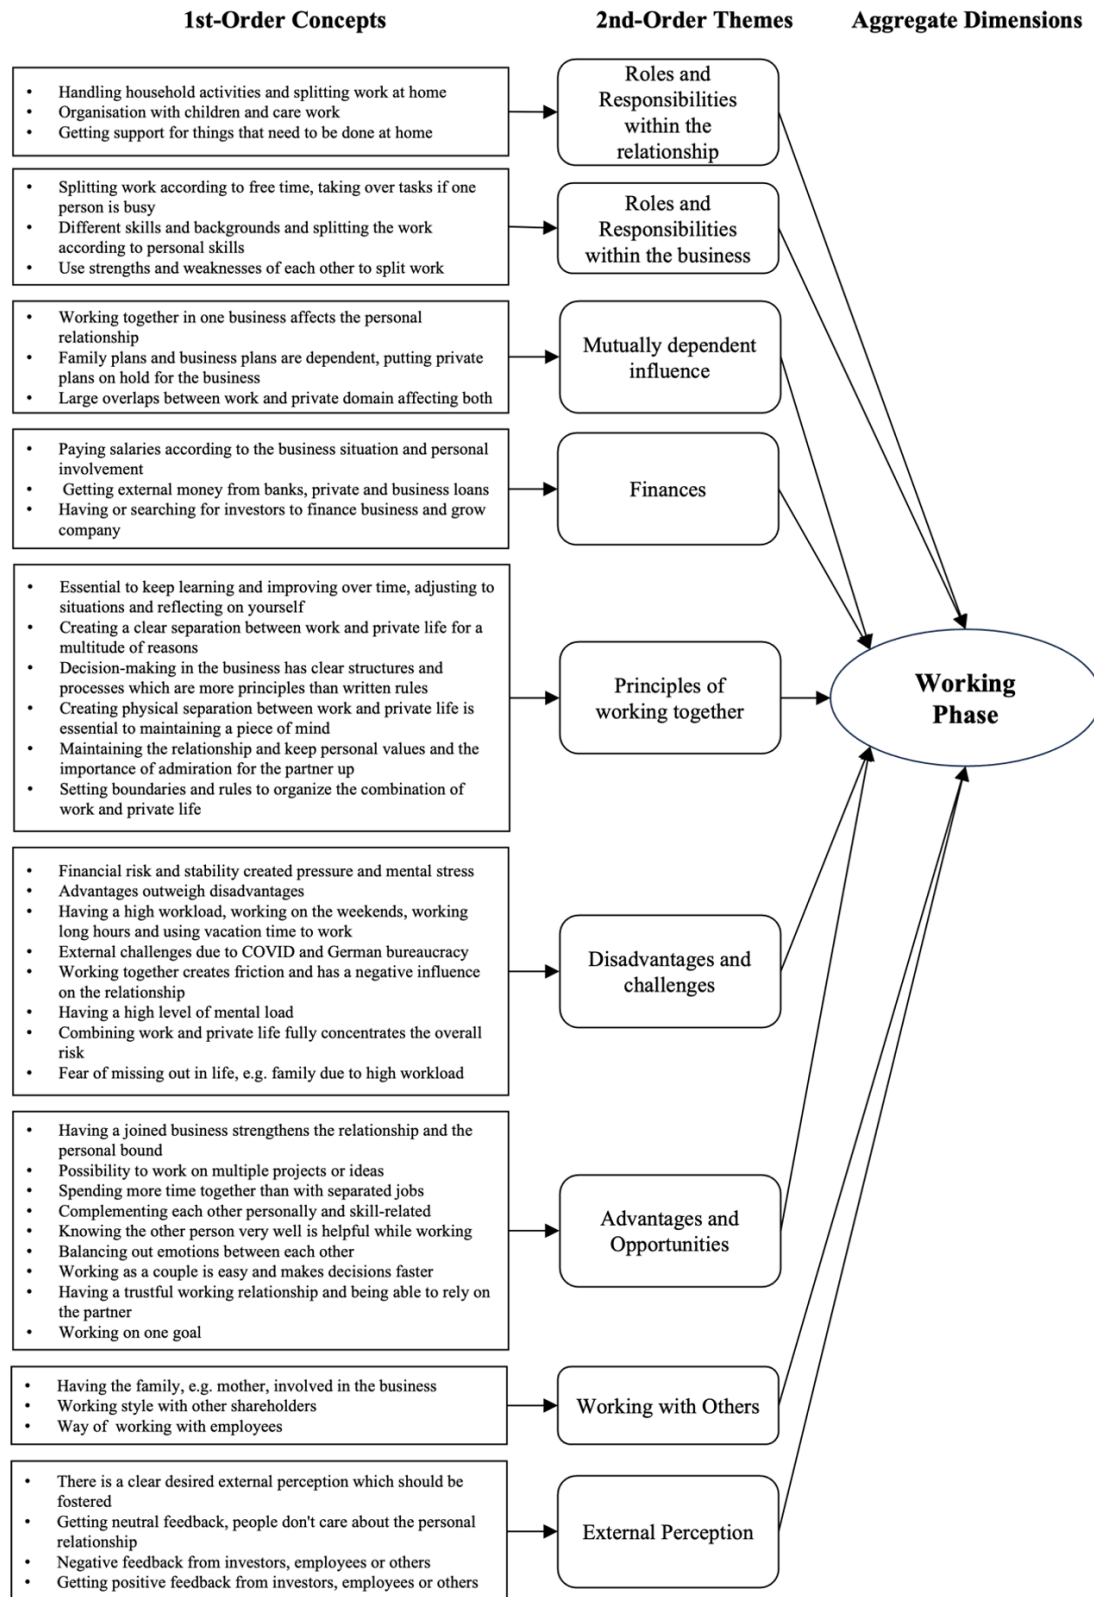 1st-Order Concepts
2nd-Order Themes
Aggregate Dimensions
• Handling household activities and splitting work at home
• Organisation with children and care work
• Getting support for things that need to be done at home
Roles and
Responsibilities
within the
relationship
• Splitting work according to free time, taking over tasks if one
person is busy
• Different skills and backgrounds and splitting the work
according to personal skills
• Use strengths and weaknesses of each other to split work
Roles and
Responsibilities
within the business
• Working together in one business affects the personal
relationship
• Family plans and business plans are dependent, putting private
plans on hold for the business
• Large overlaps between work and private domain affecting both
Mutually dependent
influence
• Paying salaries according to the business situation and personal
involvement
• Getting external money from banks, private and business loans
• Having or searching for investors to finance business and grow
company
Finances
• Essential to keep learning and improving over time, adjusting to
situations and reflecting on yourself
• Creating a clear separation between work and private life for a
multitude of reasons
• Decision-making in the business has clear structures and
processes which are more principles than written rules
• Creating physical separation between work and private life is
essential to maintaining a piece of mind
• Maintaining the relationship and keep personal values and the
importance of admiration for the partner up
• Setting boundaries and rules to organize the combination of
work and private life
Principles of
working together
Working
Phase
• Financial risk and stability created pressure and mental stress
• Advantages outweigh disadvantages
• Having a high workload, working on the weekends, working
long hours and using vacation time to work
• External challenges due to COVID and German bureaucracy
• Working together creates friction and has a negative influence
on the relationship
• Having a high level of mental load
• Combining work and private life fully concentrates the overall
risk
• Fear of missing out in life, e.g. family due to high workload
Disadvantages and
challenges
• Having a joined business strengthens the relationship and the
personal bound
• Possibility to work on multiple projects or ideas
• Spending more time together than with separated jobs
• Complementing each other personally and skill-related
• Knowing the other person very well is helpful while working
• Balancing out emotions between each other
• Working as a couple is easy and makes decisions faster
• Having a trustful working relationship and being able to rely on
the partner
• Working on one goal
Advantages and
Opportunities
• Having the family, e.g. mother, involved in the business
• Working style with other shareholders
• Way of working with employees
Working with Others
• There is a clear desired external perception which should be
fostered
• Getting neutral feedback, people don't care about the personal
relationship
• Negative feedback from investors, employees or others
• Getting positive feedback from investors, employees or others
External Perception